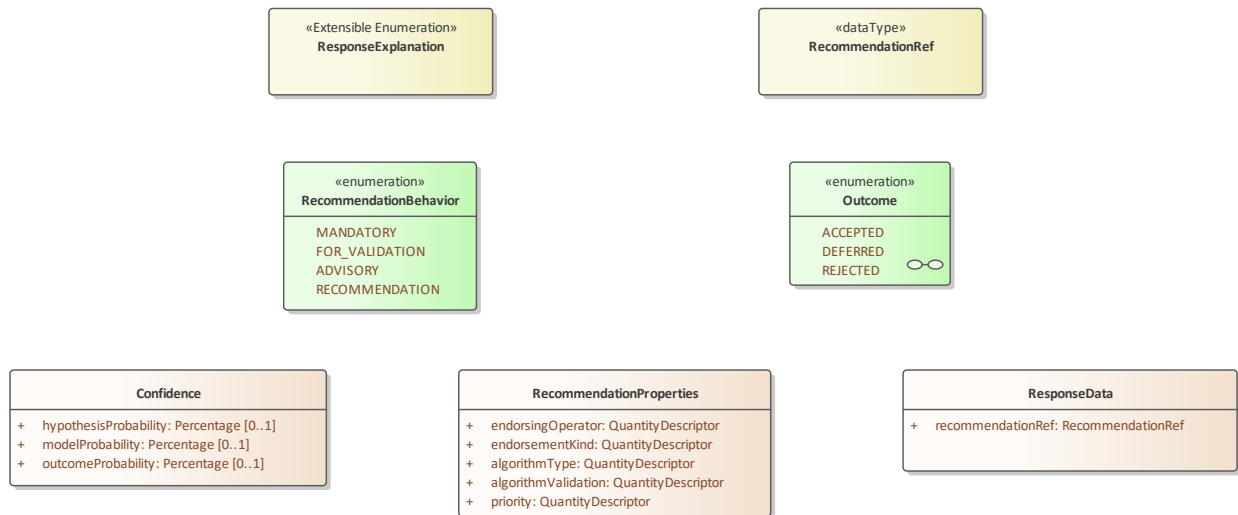 «Extensible Enumeration»
ResponseExplanation
«dataType»
RecommendationRef
«enumeration»
RecommendationBehavior
MANDATORY
FOR_VALIDATION
ADVISORY
RECOMMENDATION
«enumeration»
Outcome
ACCEPTED
DEFERRED
REJECTED
Confidence
+ hypothesisProbability: Percentage [0..1]
+ modelProbability: Percentage [0..1]
+ outcomeProbability: Percentage [0..1]
RecommendationProperties
+ endorsingOperator: QuantityDescriptor
+ endorsementKind: QuantityDescriptor
+ algorithmType: QuantityDescriptor
+ algorithmValidation: QuantityDescriptor
+ priority: QuantityDescriptor
ResponseData
+ recommendationRef: RecommendationRef